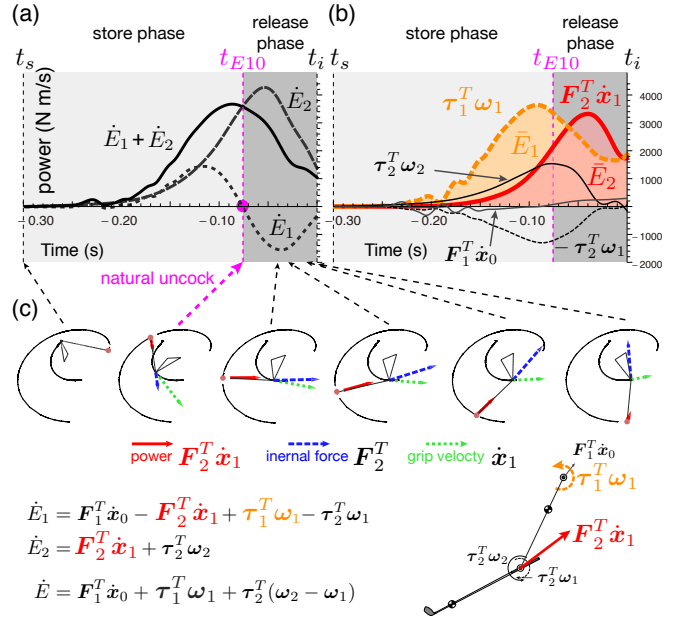 (a)
store phase
release phase
t_s
t_{E10}
t_i
power (N m/s)
Ė_1 + Ė_2
Ė_2
Ė_1
−0.30
−0.20
−0.10
Time (s)
natural uncock
(b)
store phase
release phase
t_s
t_{E10}
t_i
τ_1^T ω_1
F_2^T ẋ_1
Ē_1
Ē_2
τ_2^T ω_2
F_1^T ẋ_0
− τ_2^T ω_1
−0.30
−0.20
−0.10
Time (s)
4000
3000
2000
1000
0
−1000
−2000
(c)
power F_2^T ẋ_1
inernal force F_2^T
grip velocty ẋ_1
Ė_1 = F_1^T ẋ_0 − F_2^T ẋ_1 + τ_1^T ω_1 − τ_2^T ω_1
Ė_2 = F_2^T ẋ_1 + τ_2^T ω_2
Ė = F_1^T ẋ_0 + τ_1^T ω_1 + τ_2^T (ω_2 − ω_1)
F_1^T ẋ_0
τ_1^T ω_1
F_2^T ẋ_1
τ_2^T ω_2
τ_2^T ω_1